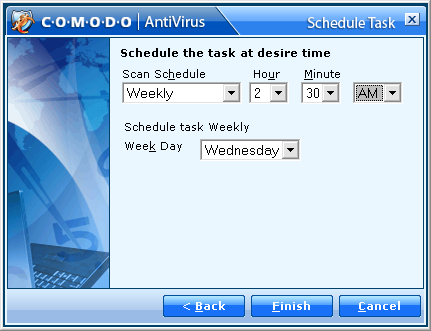 C·O·M·O·D·O AntiVirus Schedule Task
Schedule the task at desire time
Scan Schedule Hour Minute
Weekly 2 30 AM
Schedule task Weekly
Week Day Wednesday
< Back Finish Cancel